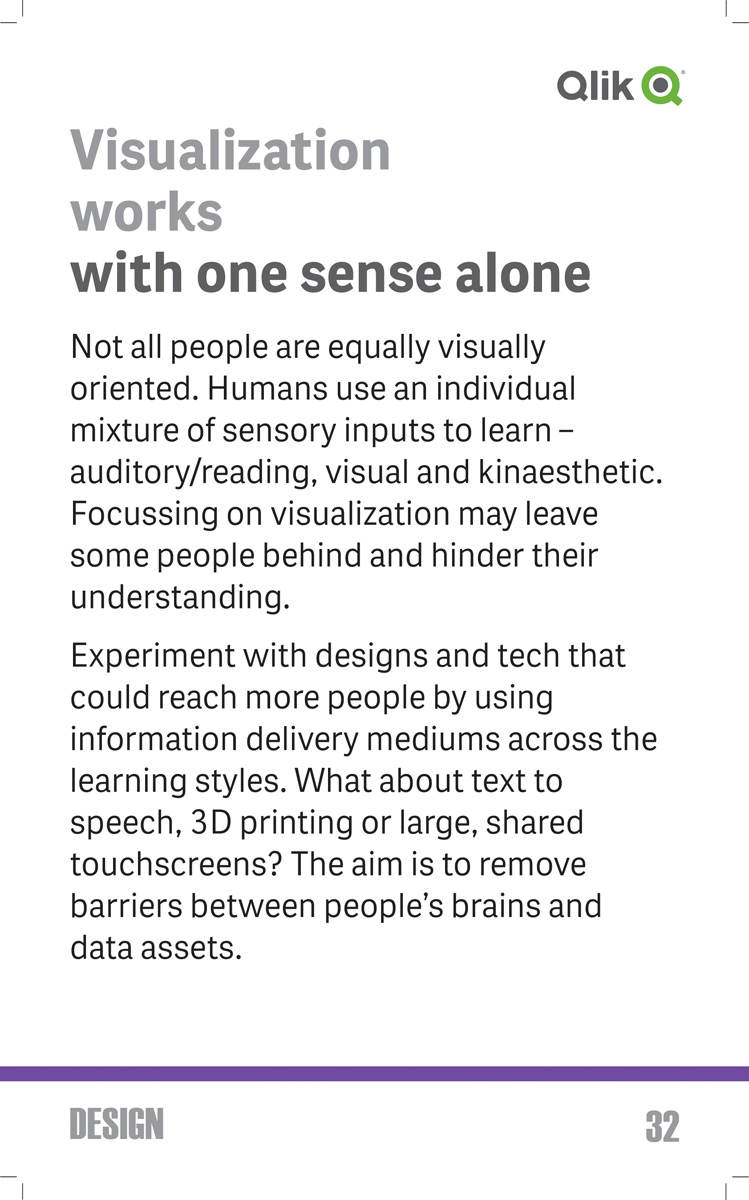 Qlik
Visualization
works
with one sense alone
Not all people are equally visually
oriented. Humans use an individual
mixture of sensory inputs to learn –
auditory/reading, visual and kinaesthetic.
Focussing on visualization may leave
some people behind and hinder their
understanding.
Experiment with designs and tech that
could reach more people by using
information delivery mediums across the
learning styles. What about text to
speech, 3D printing or large, shared
touchscreens? The aim is to remove
barriers between people’s brains and
data assets.
DESIGN 32